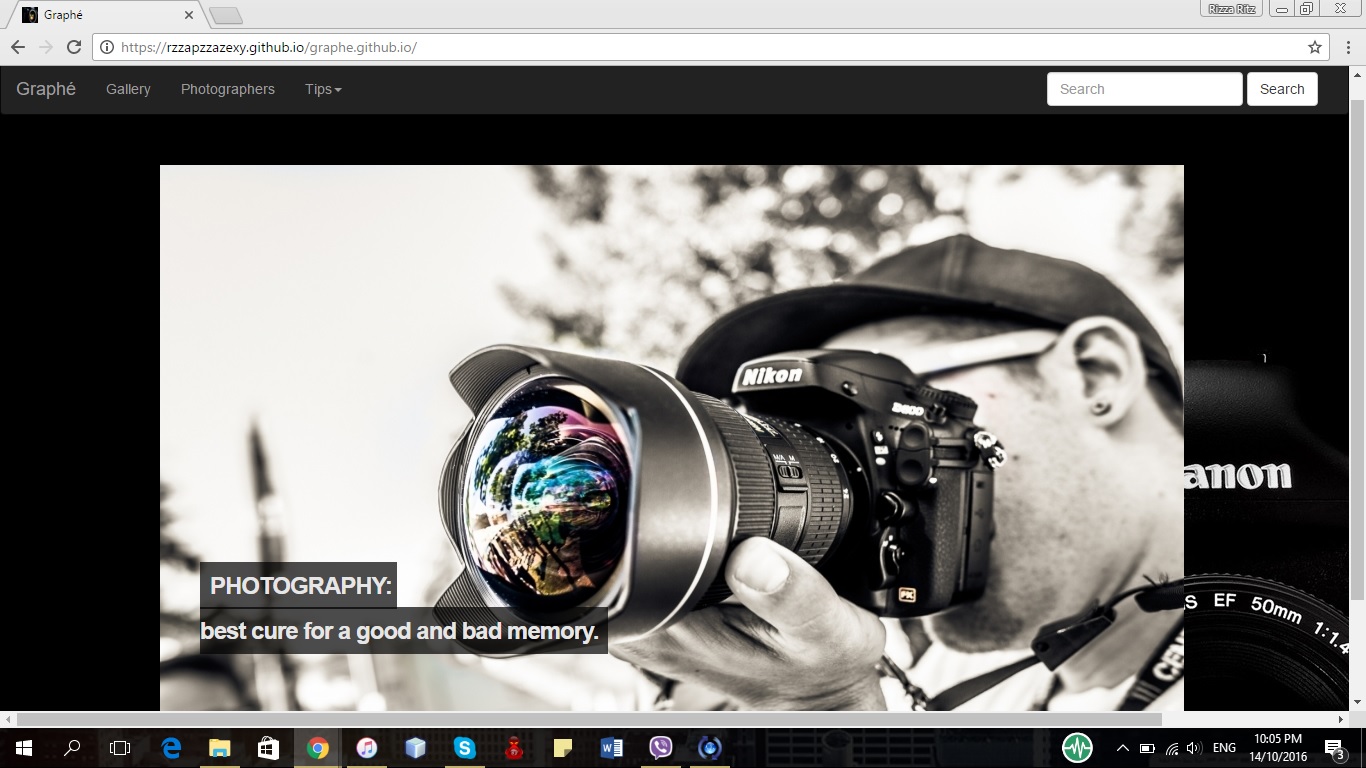 Graphé
Rizza Ritz
https://rzzapzzazexy.github.io/graphe.github.io/
Graphé Gallery Photographers Tips Search Search
Nikon
D800
M/A M
anon
FX
S EF 50mm 1:1.4
PHOTOGRAPHY:
best cure for a good and bad memory.
ENG
10:05 PM
14/10/2016
3